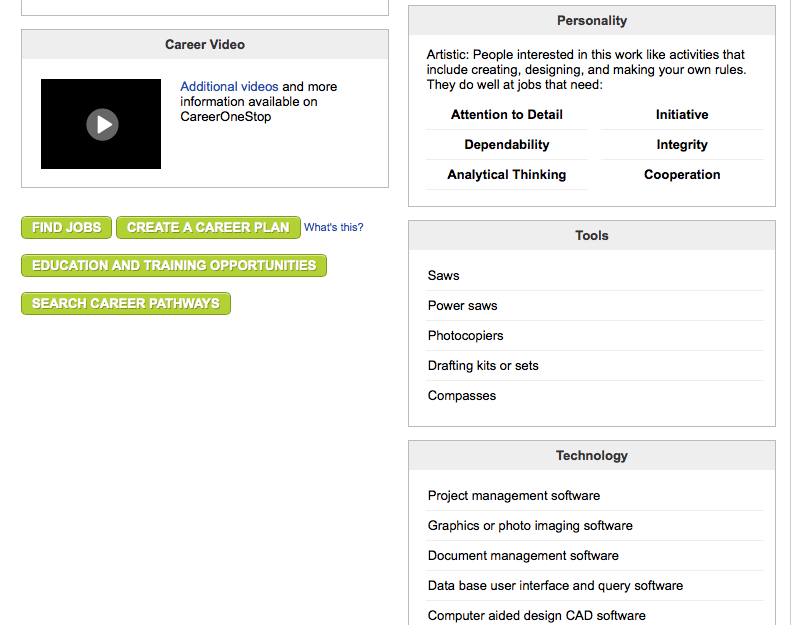 Career Video
Additional videos and more
information available on
CareerOneStop
FIND JOBS
CREATE A CAREER PLAN
What's this?
EDUCATION AND TRAINING OPPORTUNITIES
SEARCH CAREER PATHWAYS
Personality
Artistic: People interested in this work like activities that
include creating, designing, and making your own rules.
They do well at jobs that need:
Attention to Detail
Initiative
Dependability
Integrity
Analytical Thinking
Cooperation
Tools
Saws
Power saws
Photocopiers
Drafting kits or sets
Compasses
Technology
Project management software
Graphics or photo imaging software
Document management software
Data base user interface and query software
Computer aided design CAD software